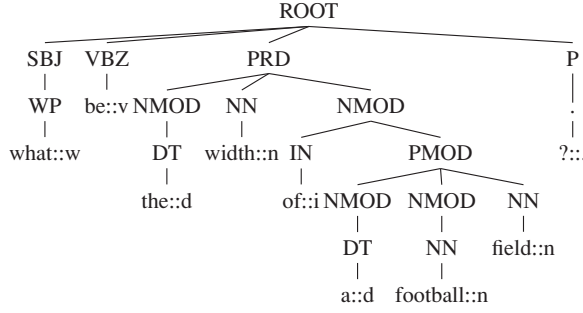 ROOT
SBJ VBZ PRD P
WP be::v NMOD NN NMOD .
what::w DT width::n IN PMOD ?::.
the::d of::i NMOD NMOD NN
DT NN field::n
a::d football::n